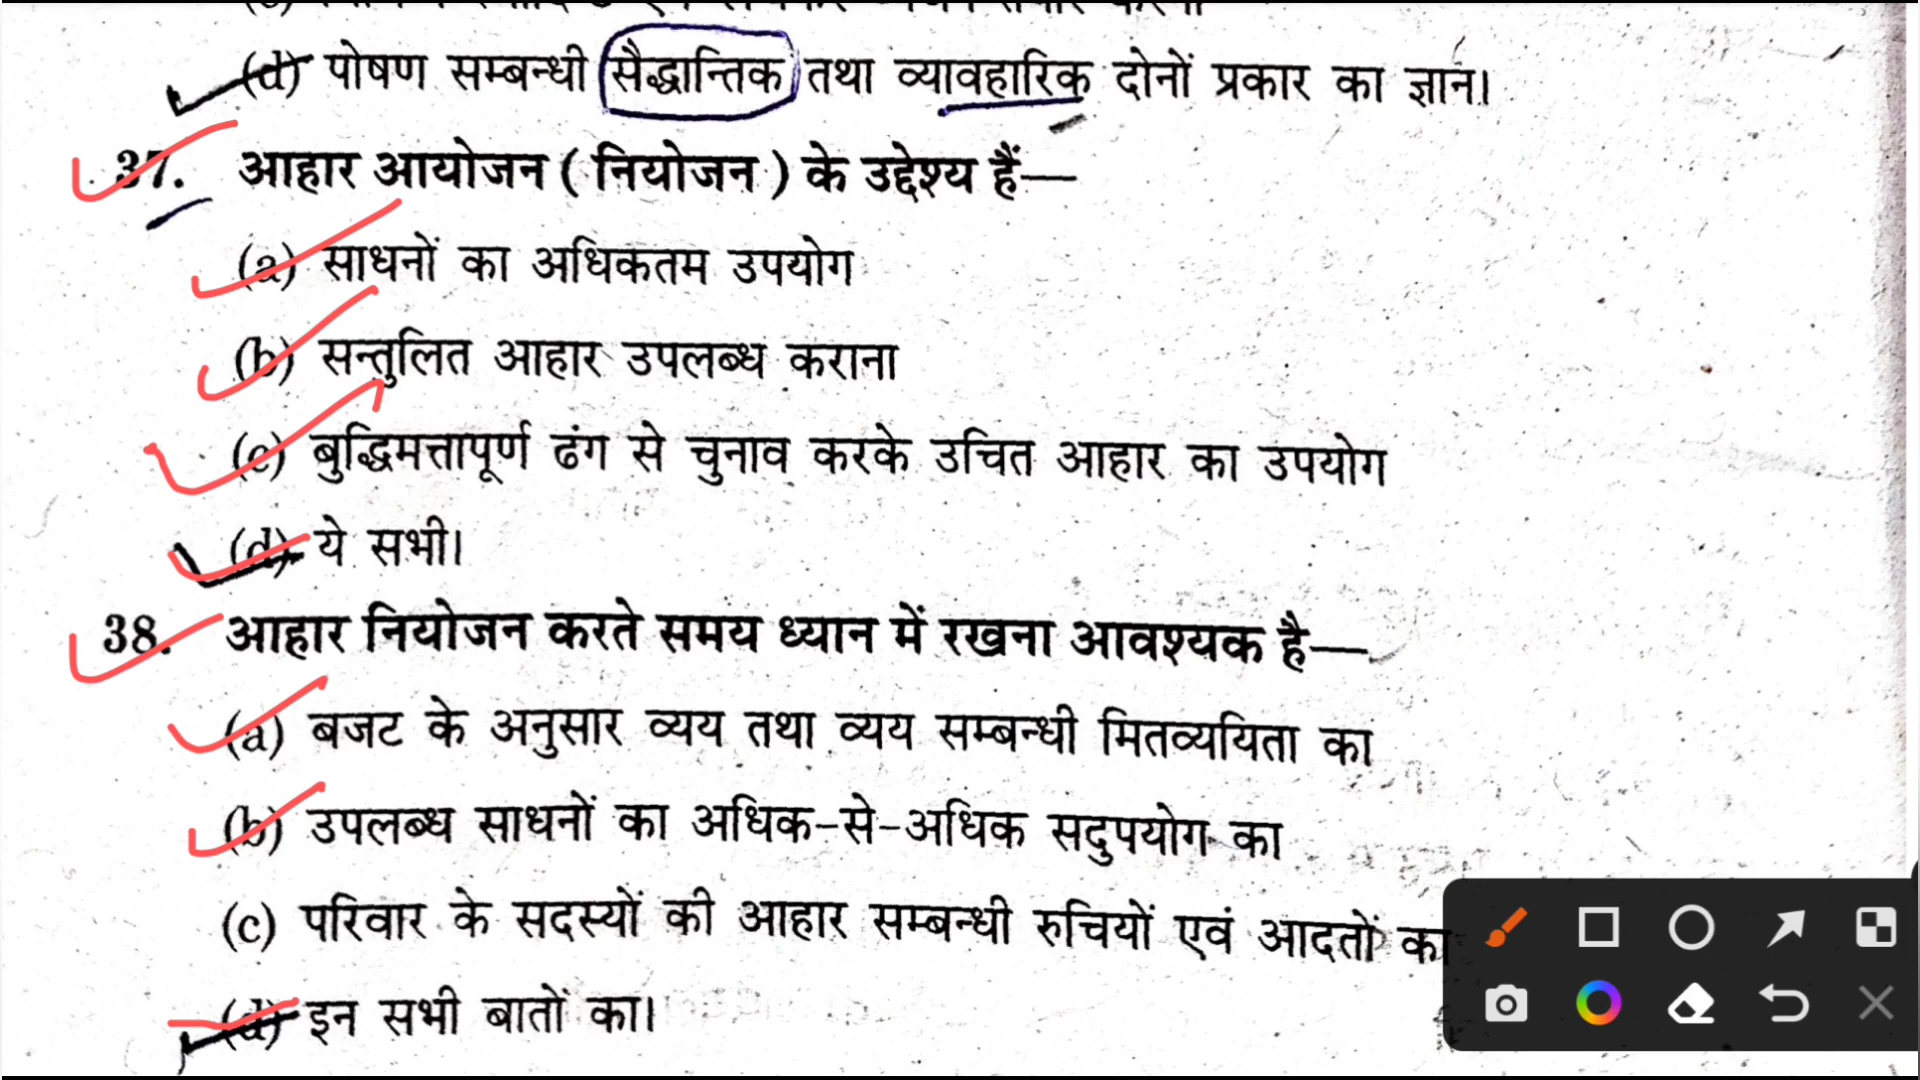 (d) पोषण सम्बन्धी सैद्धान्तिक तथा व्यावहारिक दोनों प्रकार का ज्ञान।
37. आहार आयोजन ( नियोजन ) के उद्देश्य हैं—
(a) साधनों का अधिकतम उपयोग
(b) सन्तुलित आहार उपलब्ध कराना
(c) बुद्धिमत्तापूर्ण ढंग से चुनाव करके उचित आहार का उपयोग
(d) ये सभी।
38. आहार नियोजन करते समय ध्यान में रखना आवश्यक है—
(a) बजट के अनुसार व्यय तथा व्यय सम्बन्धी मितव्ययिता का
(b) उपलब्ध साधनों का अधिक-से-अधिक सदुपयोग का
(c) परिवार के सदस्यों की आहार सम्बन्धी रुचियों एवं आदतों का
(d) इन सभी बातों का।